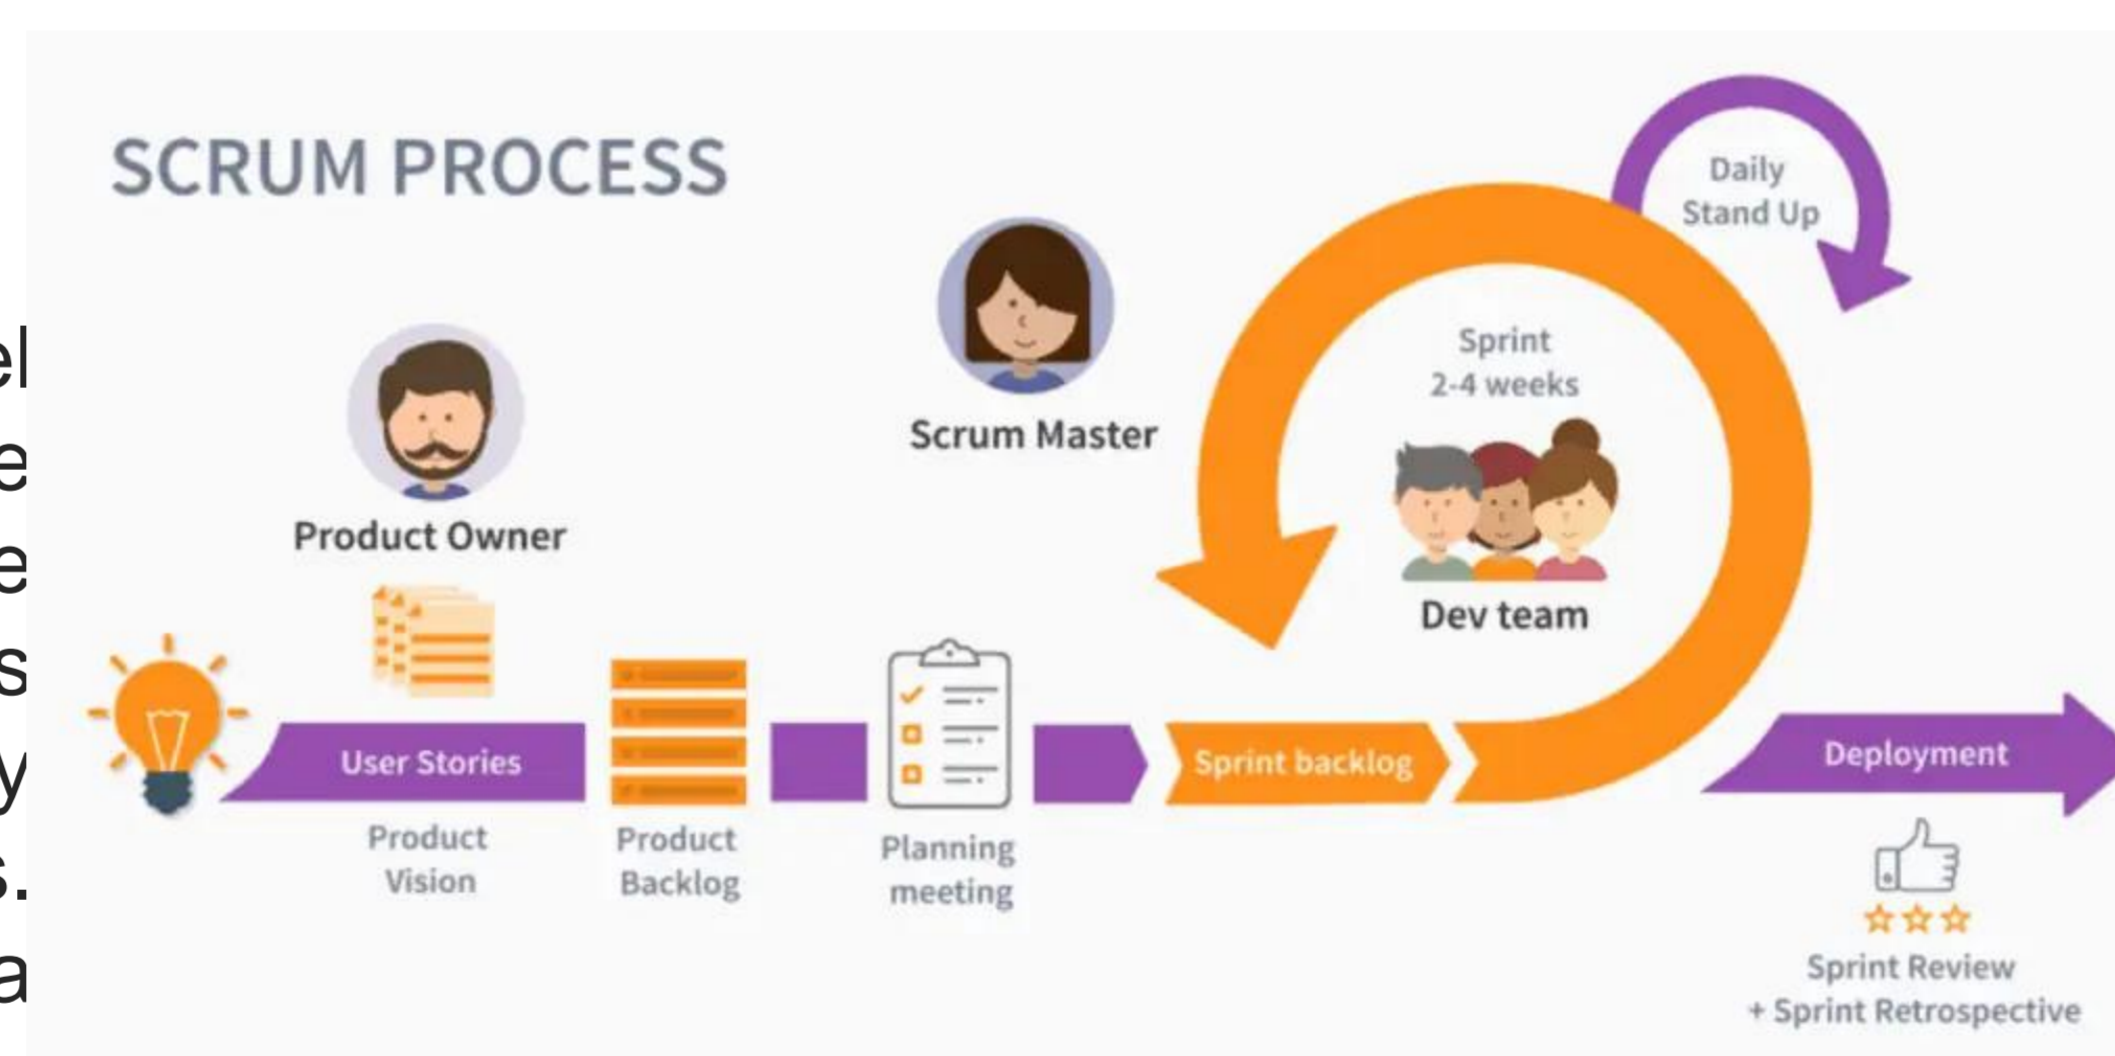 SCRUM PROCESS
Daily
Stand Up
Sprint
2-4 weeks
Scrum Master
Product Owner
Dev team
User Stories
Sprint backlog
Deployment
Product
Vision
Product
Backlog
Planning
meeting
Sprint Review
+ Sprint Retrospective
el
e
e
s
y
s.
a